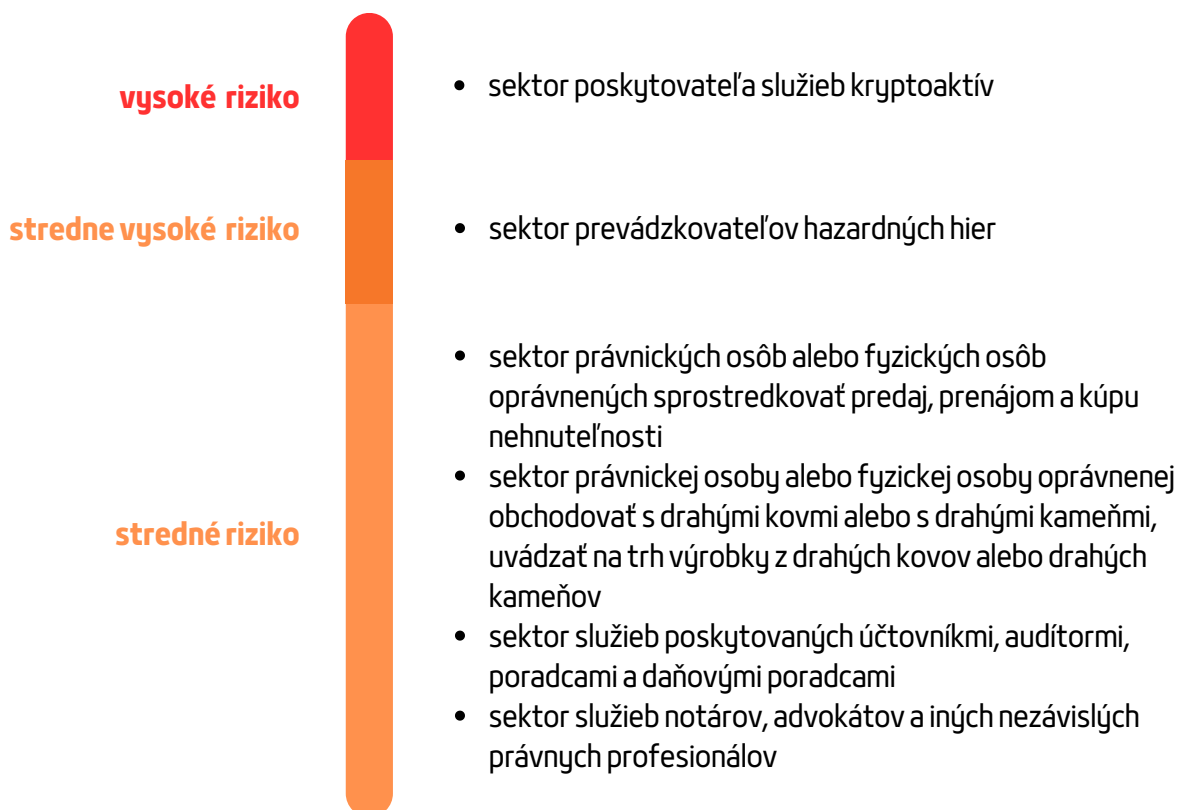 vysoké riziko
• sektor poskytovateľa služieb kryptoaktív
stredne vysoké riziko
• sektor prevádzkovateľov hazardných hier
stredné riziko
• sektor právnických osôb alebo fyzických osôb
oprávnených sprostredkovať predaj, prenájom a kúpu
nehnuteľnosti
• sektor právnickej osoby alebo fyzickej osoby oprávnenej
obchodovať s drahými kovmi alebo s drahými kameňmi,
uvádzať na trh výrobky z drahých kovov alebo drahých
kameňov
• sektor služieb poskytovaných účtovníkmi, audítormi,
poradcami a daňovými poradcami
• sektor služieb notárov, advokátov a iných nezávislých
právnych profesionálov